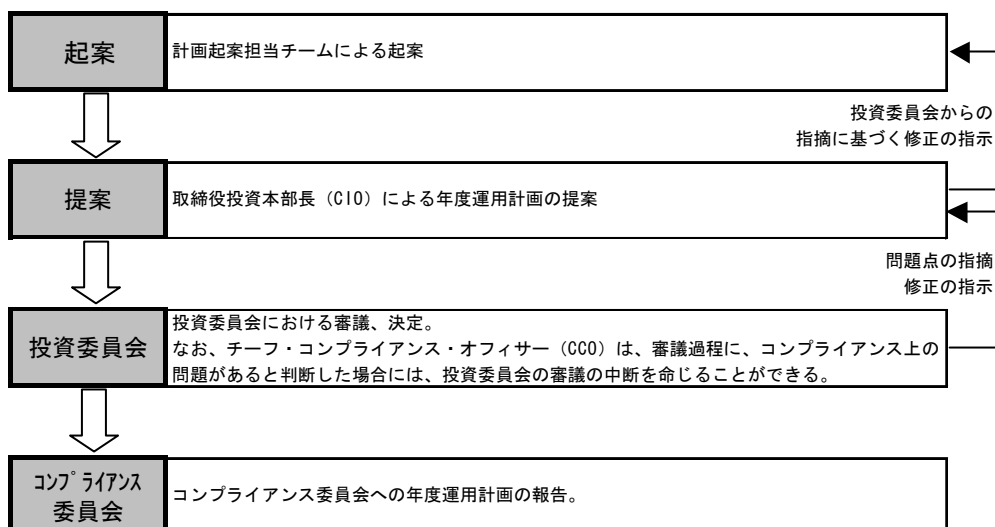 起案
計画起案担当チームによる起案
投資委員会からの
指摘に基づく修正の指示
提案
取締役投資本部長（CIO）による年度運用計画の提案
問題点の指摘
修正の指示
投資委員会
投資委員会における審議、決定。
なお、チーフ・コンプライアンス・オフィサー（CCO）は、審議過程に、コンプライアンス上の
問題があると判断した場合には、投資委員会の審議の中断を命じることができる。
ｺﾝﾌﾟﾗｲｱﾝｽ
委員会
コンプライアンス委員会への年度運用計画の報告。